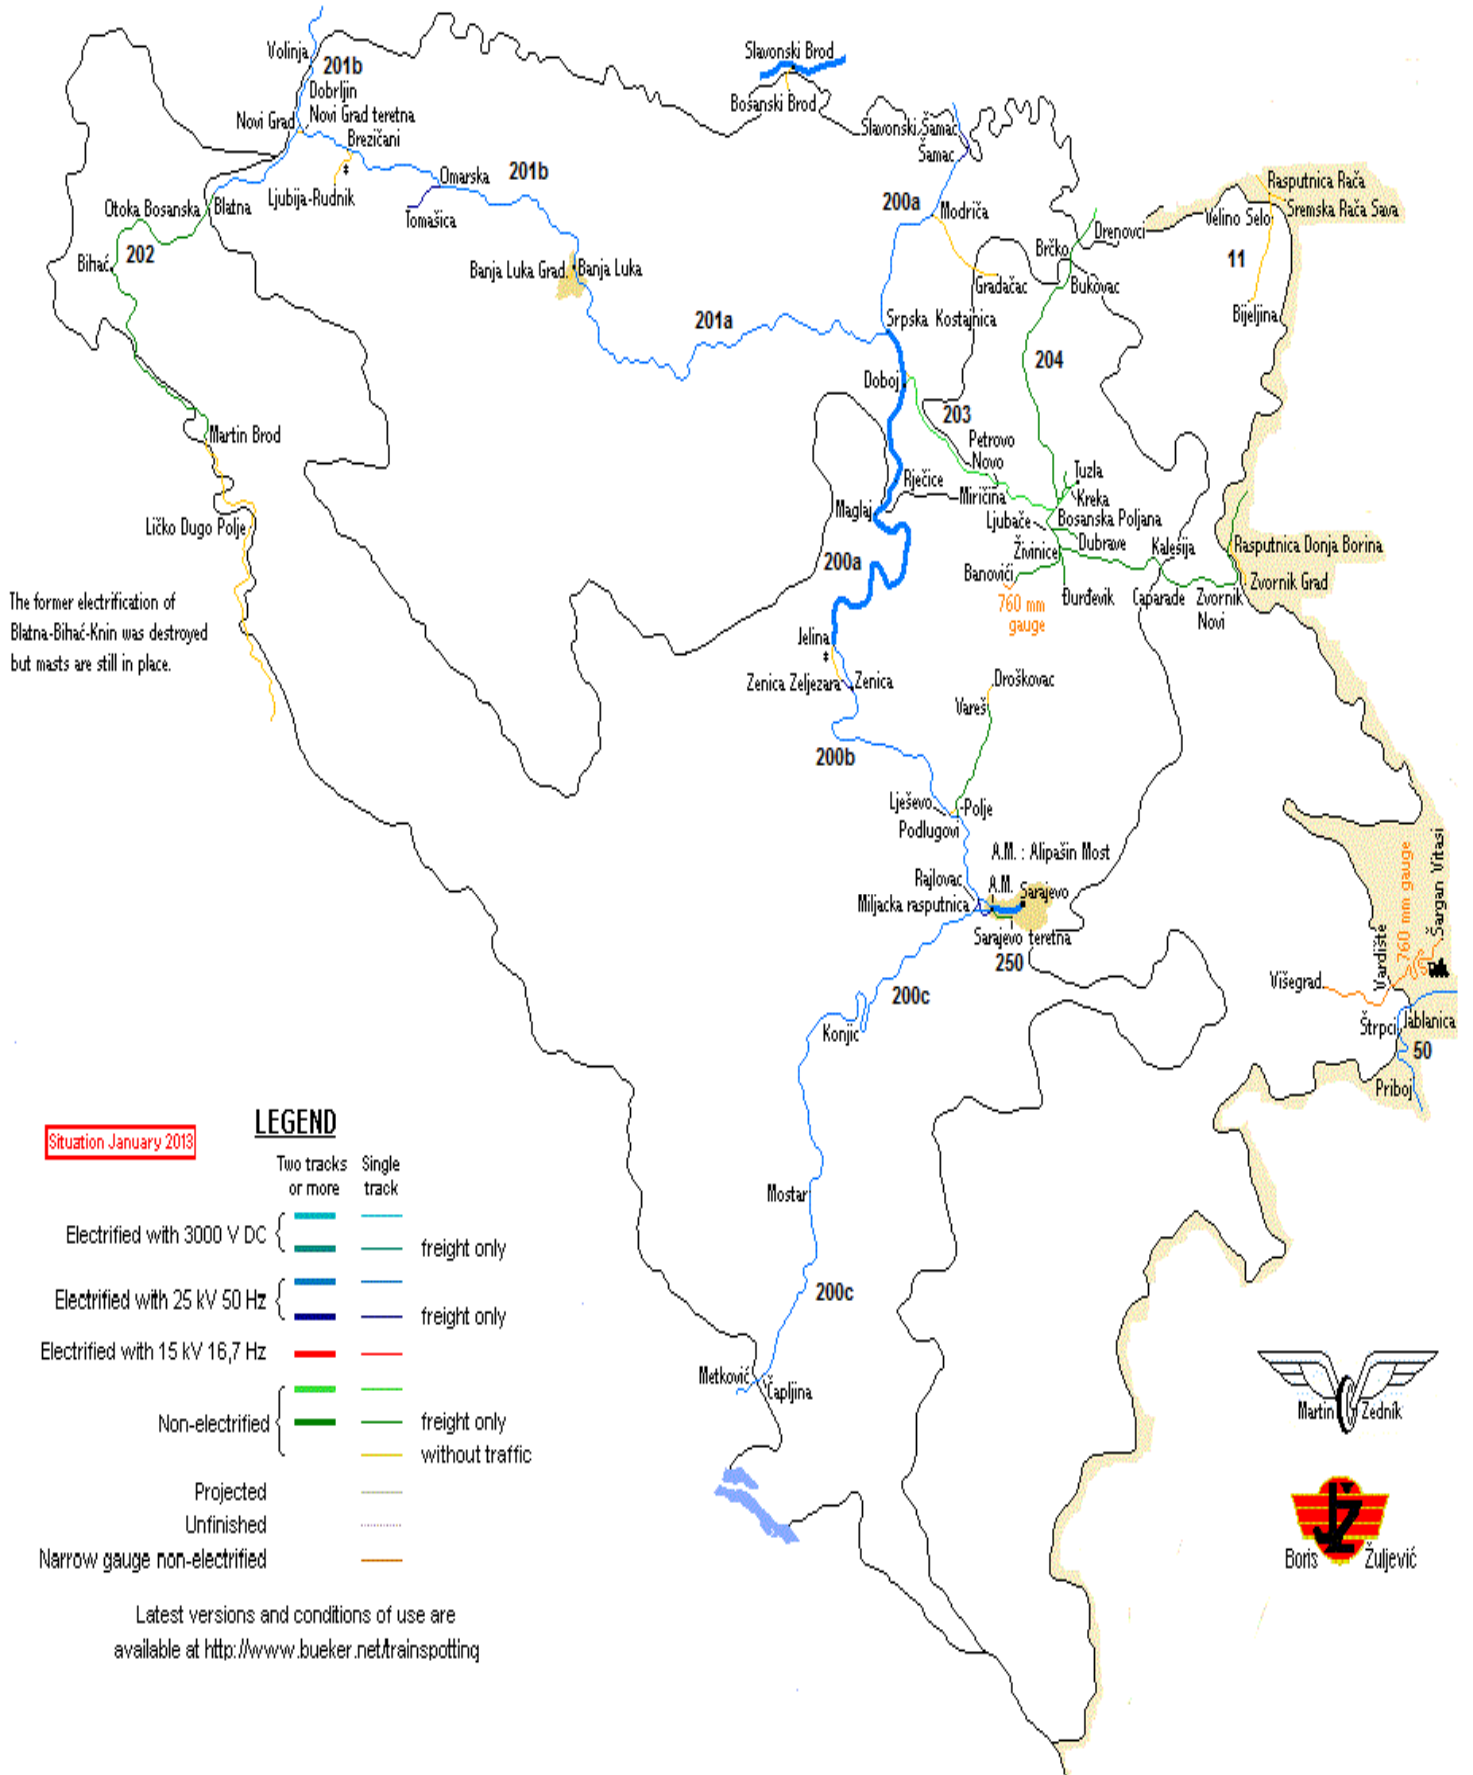 Volinja
201b
Dobrljin
Novi Grad teretna
Novi Grad
Brezičani
Ljubija-Rudnik
Omarska
201b
Tomašica
Otoka Bosanska
Blatna
202
Bihać
Banja Luka Grad
Banja Luka
201a
Slavonski Brod
Bosanski Brod
Slavonski Šamac
Šamac
200a
Modriča
Gradačac
Brčko
Drenovci
Bukovac
Velino Selo
Rasputnica Rača
Sremska Rača Sava
11
Bijeljina
Srpska Kostajnica
Doboj
204
203
Petrovo
Novo
Rječice
Miričina
Maglaj
200a
Tuzla
Kreka
Ljubače
Bosanska Poljana
Dubrave
Živinice
Kalesija
Banovići
Đurđevik
Caparade
Zvornik
Novi
Rasputnica Donja Borina
Zvornik Grad
760 mm
gauge
Martin Brod
Ličko Dugo Polje
The former electrification of
Blatna-Bihać-Knin was destroyed
but masts are still in place.
Jelina
Zenica Zeljezara
Zenica
200b
Droškovac
Vareš
Lješevo
Polje
Podlugovi
A.M. : Alipašin Most
Rajlovac
A.M.
Sarajevo
Miljacka rasputnica
Sarajevo teretna
250
200c
Konjic
Mostar
200c
Metković
Čapljina
Višegrad
Vardište
760 mm gauge
Šargan Vitasi
Štrpci
Jablanica
50
Priboj
Situation January 2013
LEGEND
Two tracks
or more
Single
track
Electrified with 3000 V DC
freight only
Electrified with 25 kV 50 Hz
freight only
Electrified with 15 kV 16,7 Hz
Non-electrified
freight only
without traffic
Projected
Unfinished
Narrow gauge non-electrified
Latest versions and conditions of use are
available at http://www.bueker.net/trainspotting
Martin Zedník
JŽ
Boris Žuljević